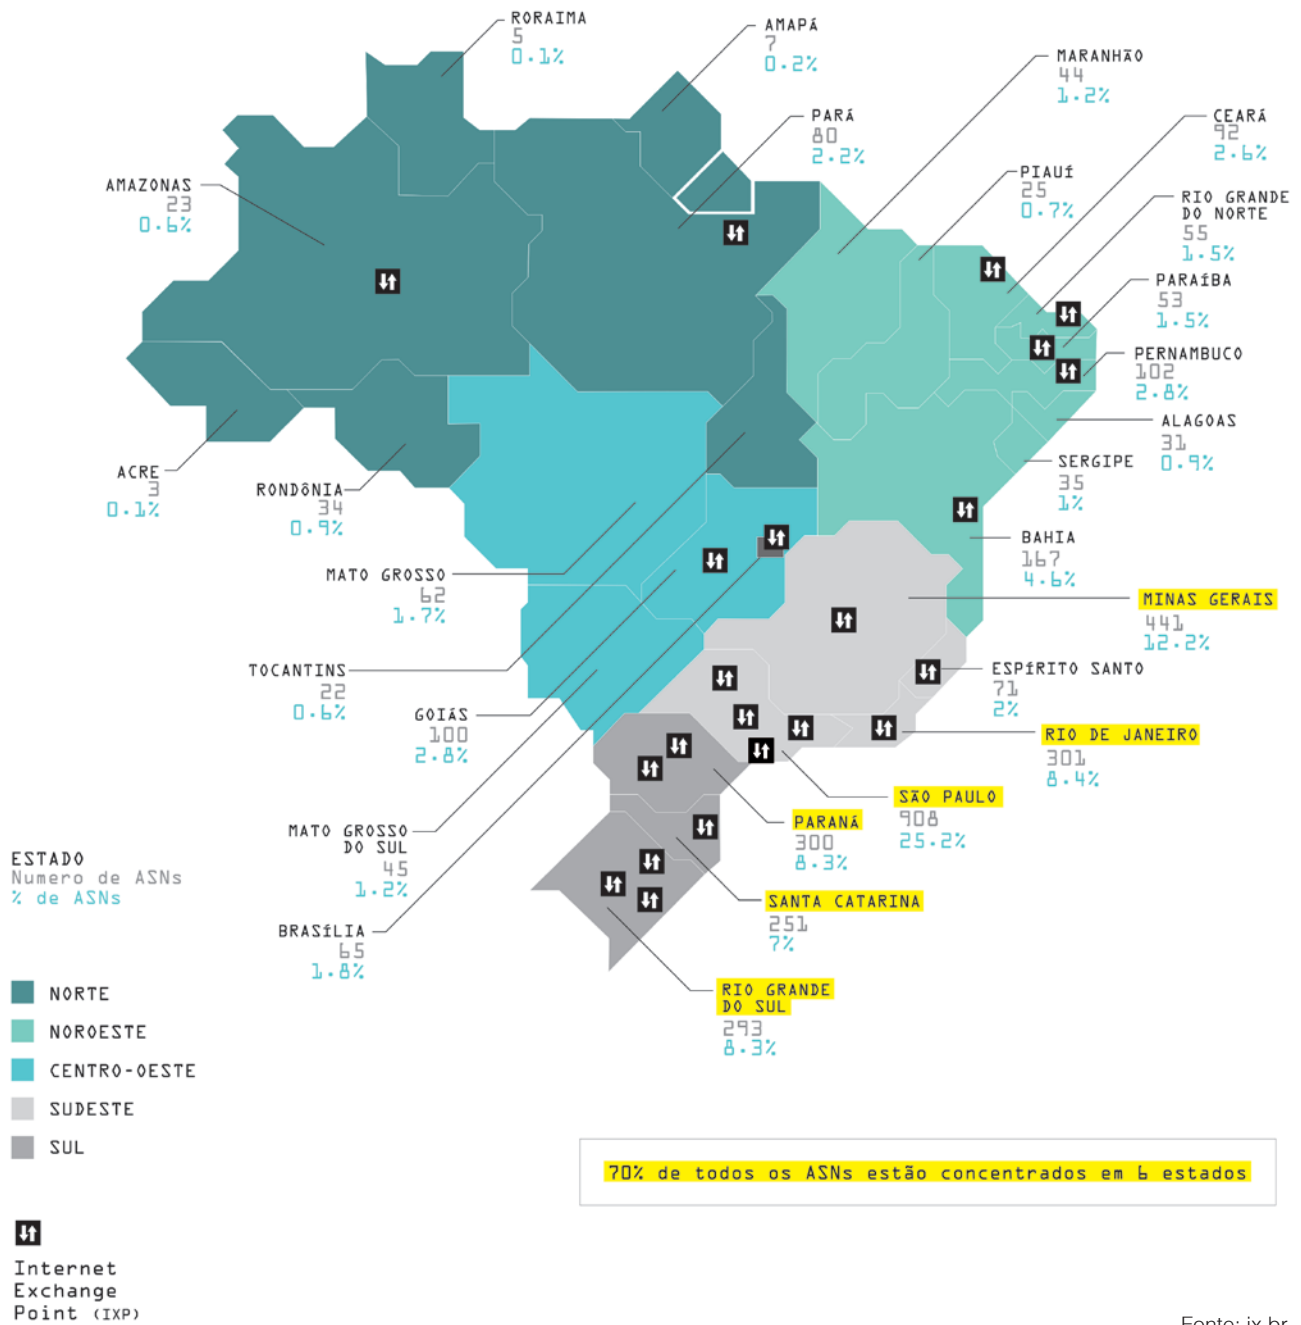 RORAIMA
5
0.1%
AMAPÁ
7
0.2%
MARANHÃO
44
1.2%
PARÁ
80
2.2%
CEARÁ
92
2.6%
PIAUÍ
25
0.7%
AMAZONAS
23
0.6%
RIO GRANDE
DO NORTE
55
1.5%
PARAÍBA
53
1.5%
PERNAMBUCO
102
2.8%
ALAGOAS
31
0.9%
SERGIPE
35
1%
ACRE
3
0.1%
RONDÔNIA
34
0.9%
BAHIA
167
4.6%
MATO GROSSO
62
1.7%
MINAS GERAIS
441
12.2%
TOCANTINS
22
0.6%
ESPÍRITO SANTO
71
2%
GOIÁS
100
2.8%
RIO DE JANEIRO
301
8.4%
SÃO PAULO
908
25.2%
PARANÁ
300
8.3%
MATO GROSSO
DO SUL
45
1.2%
SANTA CATARINA
251
7%
BRASÍLIA
65
1.8%
RIO GRANDE
DO SUL
293
8.3%
ESTADO
Numero de ASNs
% de ASNs
NORTE
NOROESTE
CENTRO-OESTE
SUDESTE
SUL
70% de todos os ASNs estão concentrados em 6 estados
Internet
Exchange
Point (IXP)
Fonte: ix.br